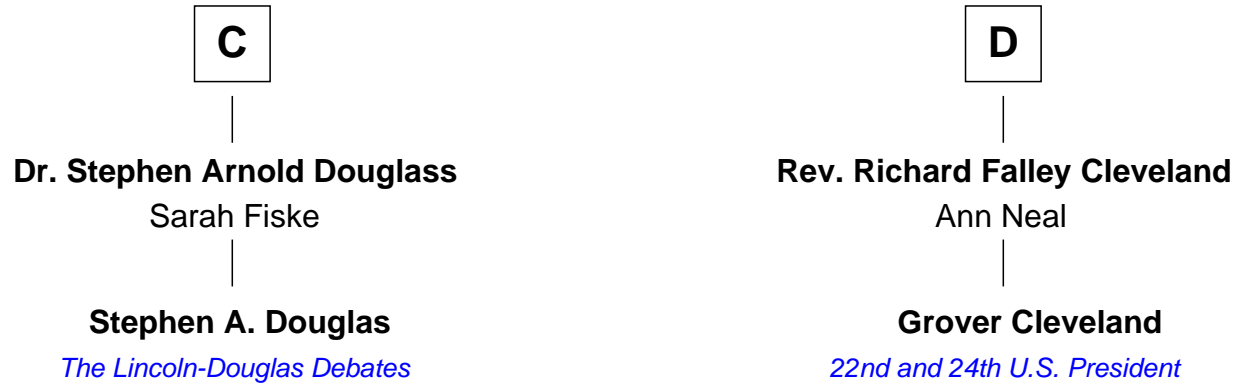 C
Dr. Stephen Arnold Douglass
Sarah Fiske
Stephen A. Douglas
The Lincoln-Douglas Debates
D
Rev. Richard Falley Cleveland
Ann Neal
Grover Cleveland
22nd and 24th U.S. President